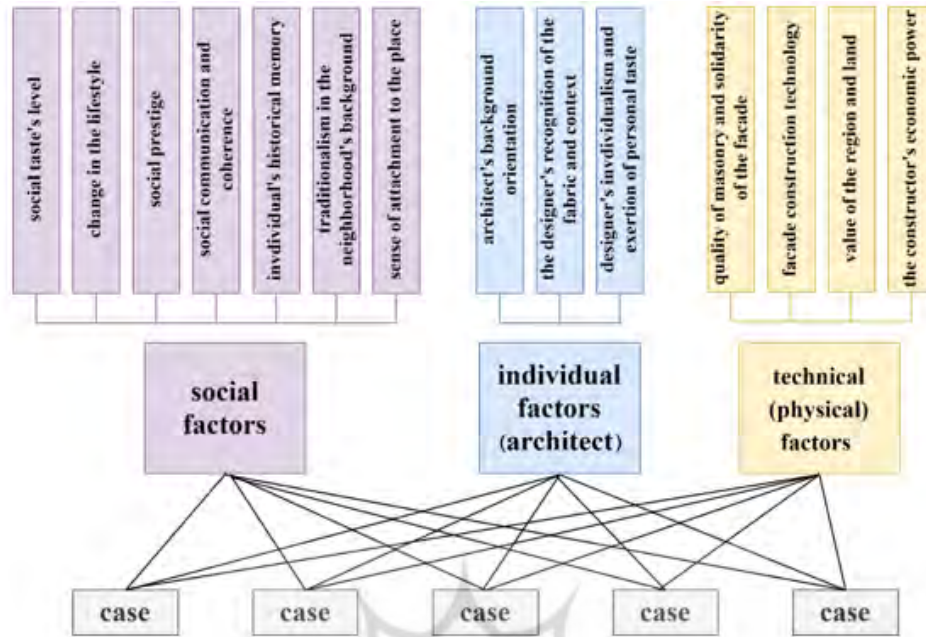 social taste's level
change in the lifestyle
social prestige
social communication and
coherence
invdividual's historical memory
traditionalism in the
neighborhood's background
sense of attachment to the place
architect's background
orientation
the designer's recognition of the
fabric and context
designer's invdividualism and
exertion of personal taste
quality of masonry and solidarity
of the facade
facade construction technology
value of the region and land
the constructor's economic power
social
factors
individual
factors
(architect)
technical
(physical)
factors
case
case
case
case
case